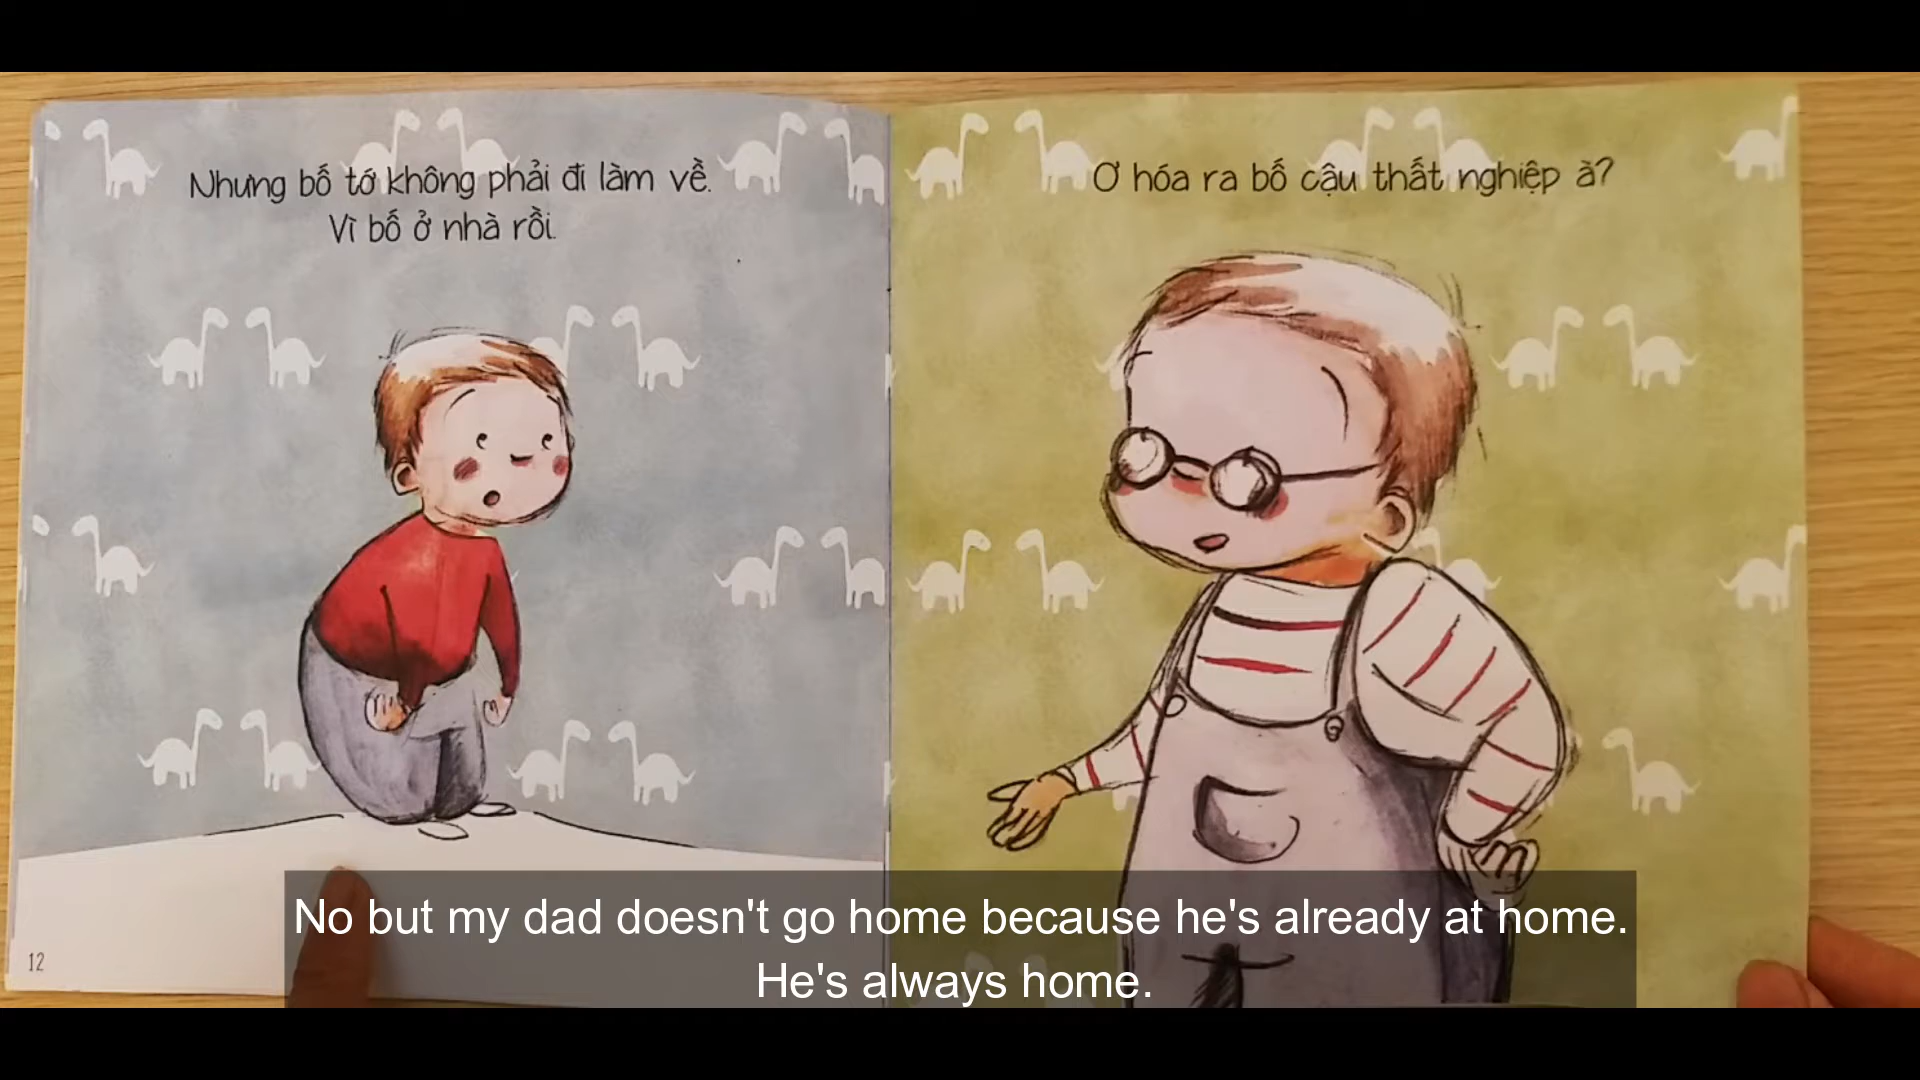 Nhưng bố tớ không phải đi làm về.
Vì bố ở nhà rồi.
Ơ hóa ra bố cậu thất nghiệp à?
12
No but my dad doesn't go home because he's already at home.
He's always home.